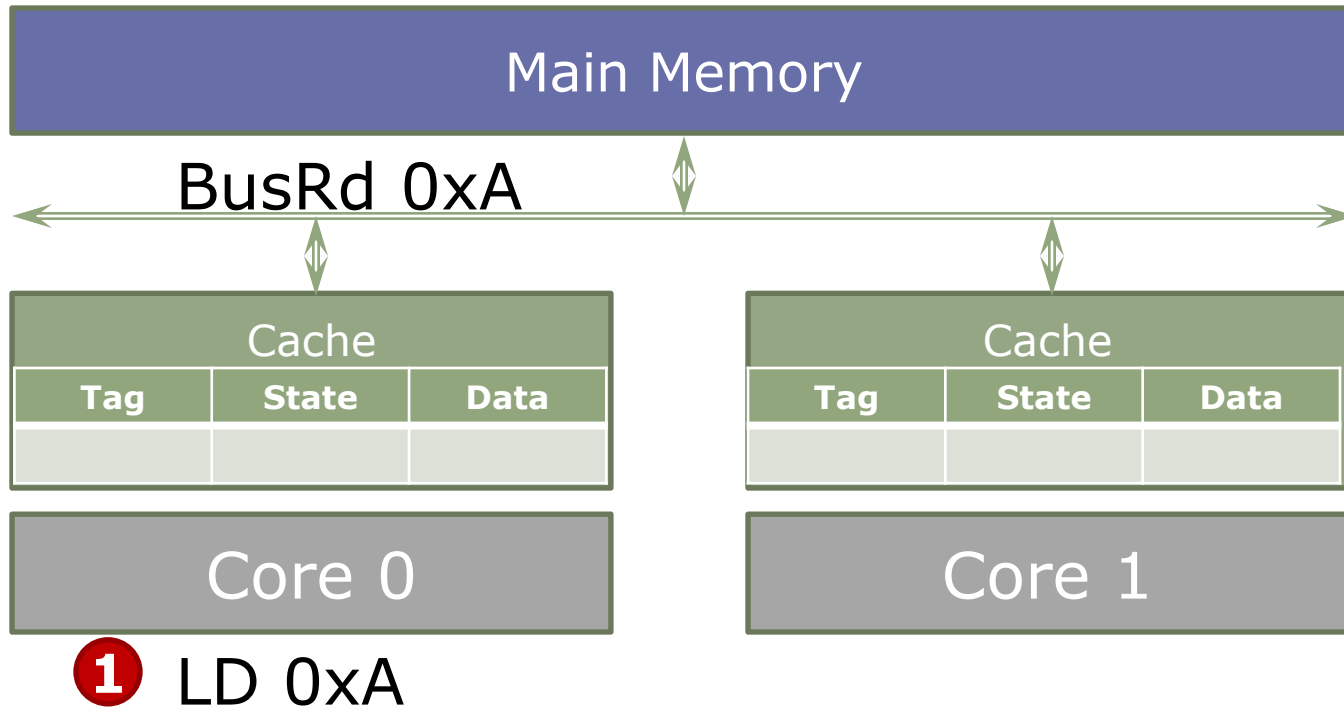 Main Memory
BusRd 0xA
Cache
Tag State Data
Cache
Tag State Data
Core 0
Core 1
1 LD 0xA